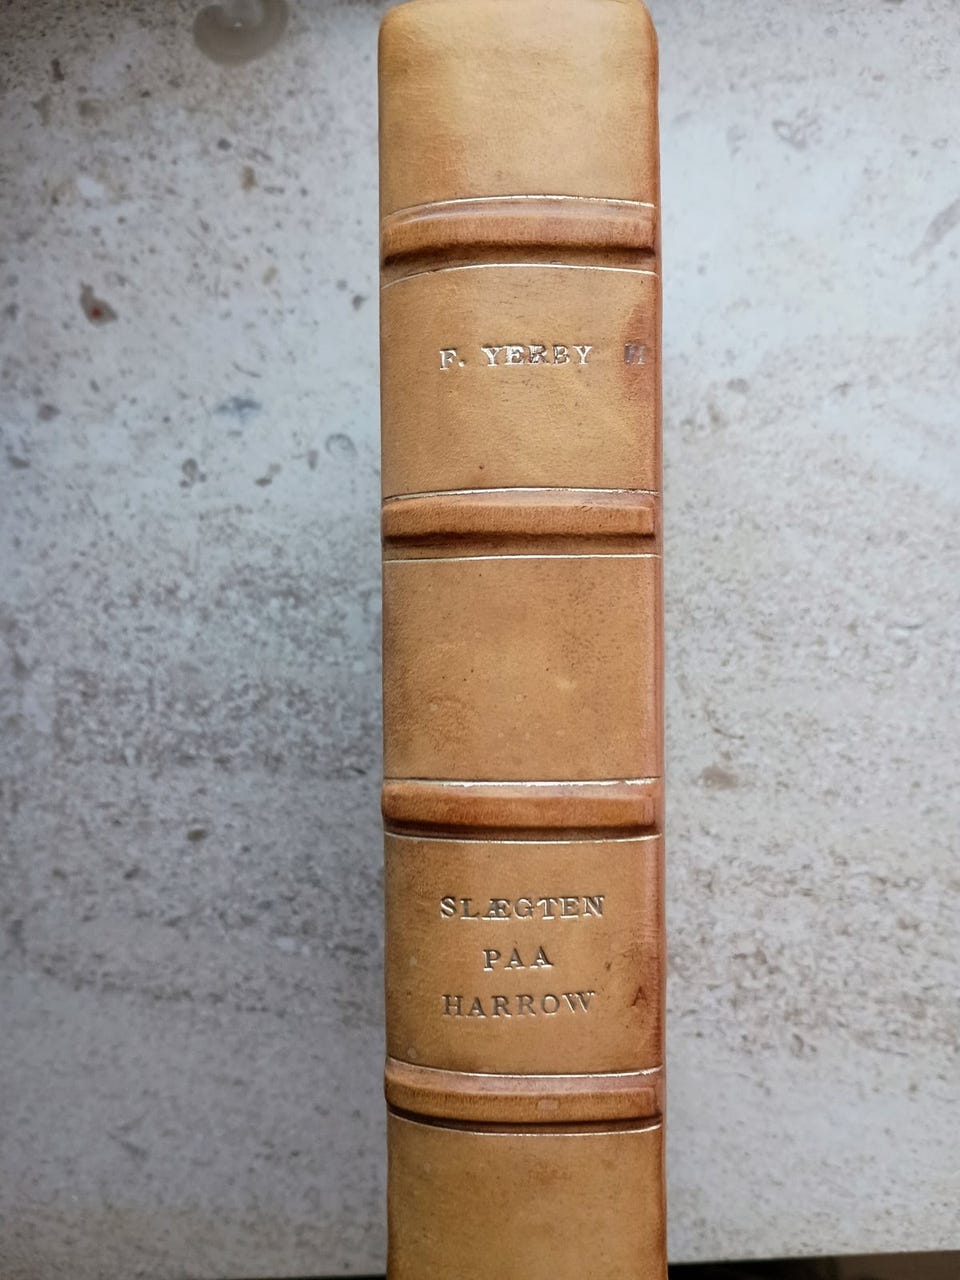 F. YERBY
SLÆGTEN
PAA
HARROW